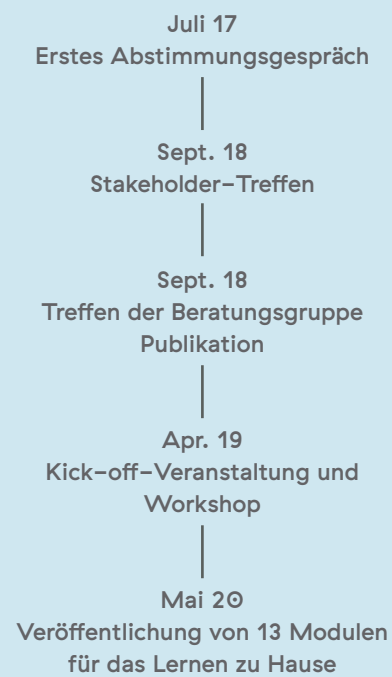 Juli 17
Erstes Abstimmungsgespräch
Sept. 18
Stakeholder-Treffen
Sept. 18
Treffen der Beratungsgruppe
Publikation
Apr. 19
Kick-off-Veranstaltung und
Workshop
Mai 20
Veröffentlichung von 13 Modulen
für das Lernen zu Hause